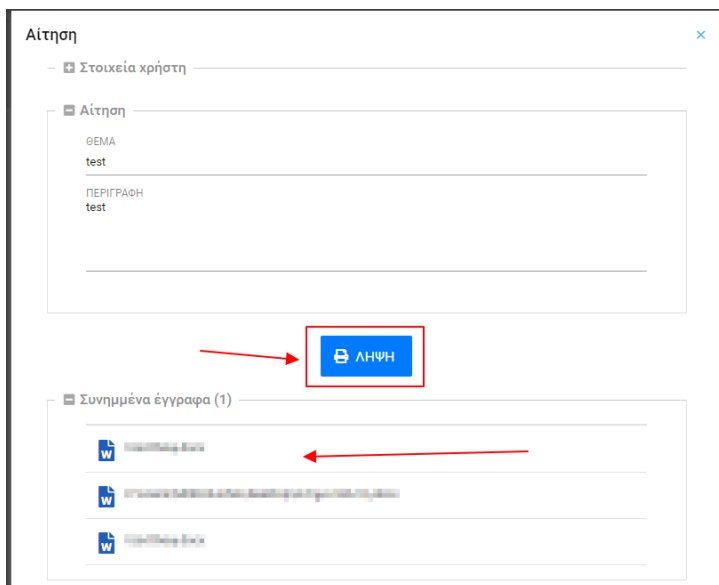 Αίτηση
Στοιχεία χρήστη
Αίτηση
ΘΕΜΑ
test
ΠΕΡΙΓΡΑΦΗ
test
ΛΗΨΗ
Συνημμένα έγγραφα (1)